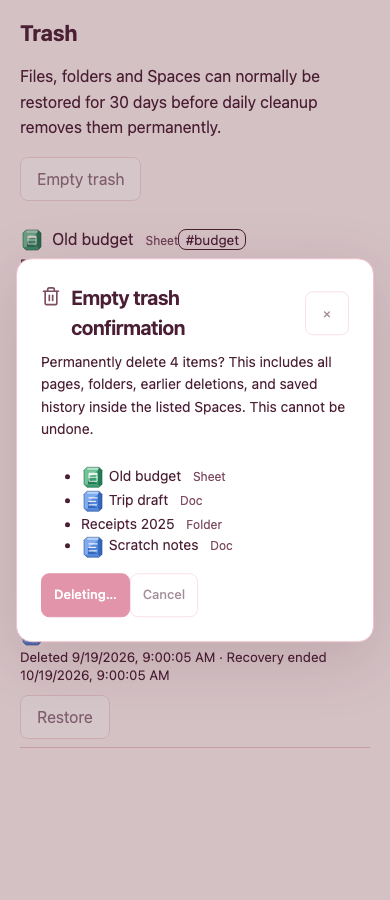 Trash
Files, folders and Spaces can normally be
restored for 30 days before daily cleanup
removes them permanently.
Empty trash
Old budget Sheet #budget
Empty trash
confirmation
×
Permanently delete 4 items? This includes all
pages, folders, earlier deletions, and saved
history inside the listed Spaces. This cannot be
undone.
• Old budget Sheet
• Trip draft Doc
• Receipts 2025 Folder
• Scratch notes Doc
Deleting... Cancel
Deleted 9/19/2026, 9:00:05 AM · Recovery ended
10/19/2026, 9:00:05 AM
Restore